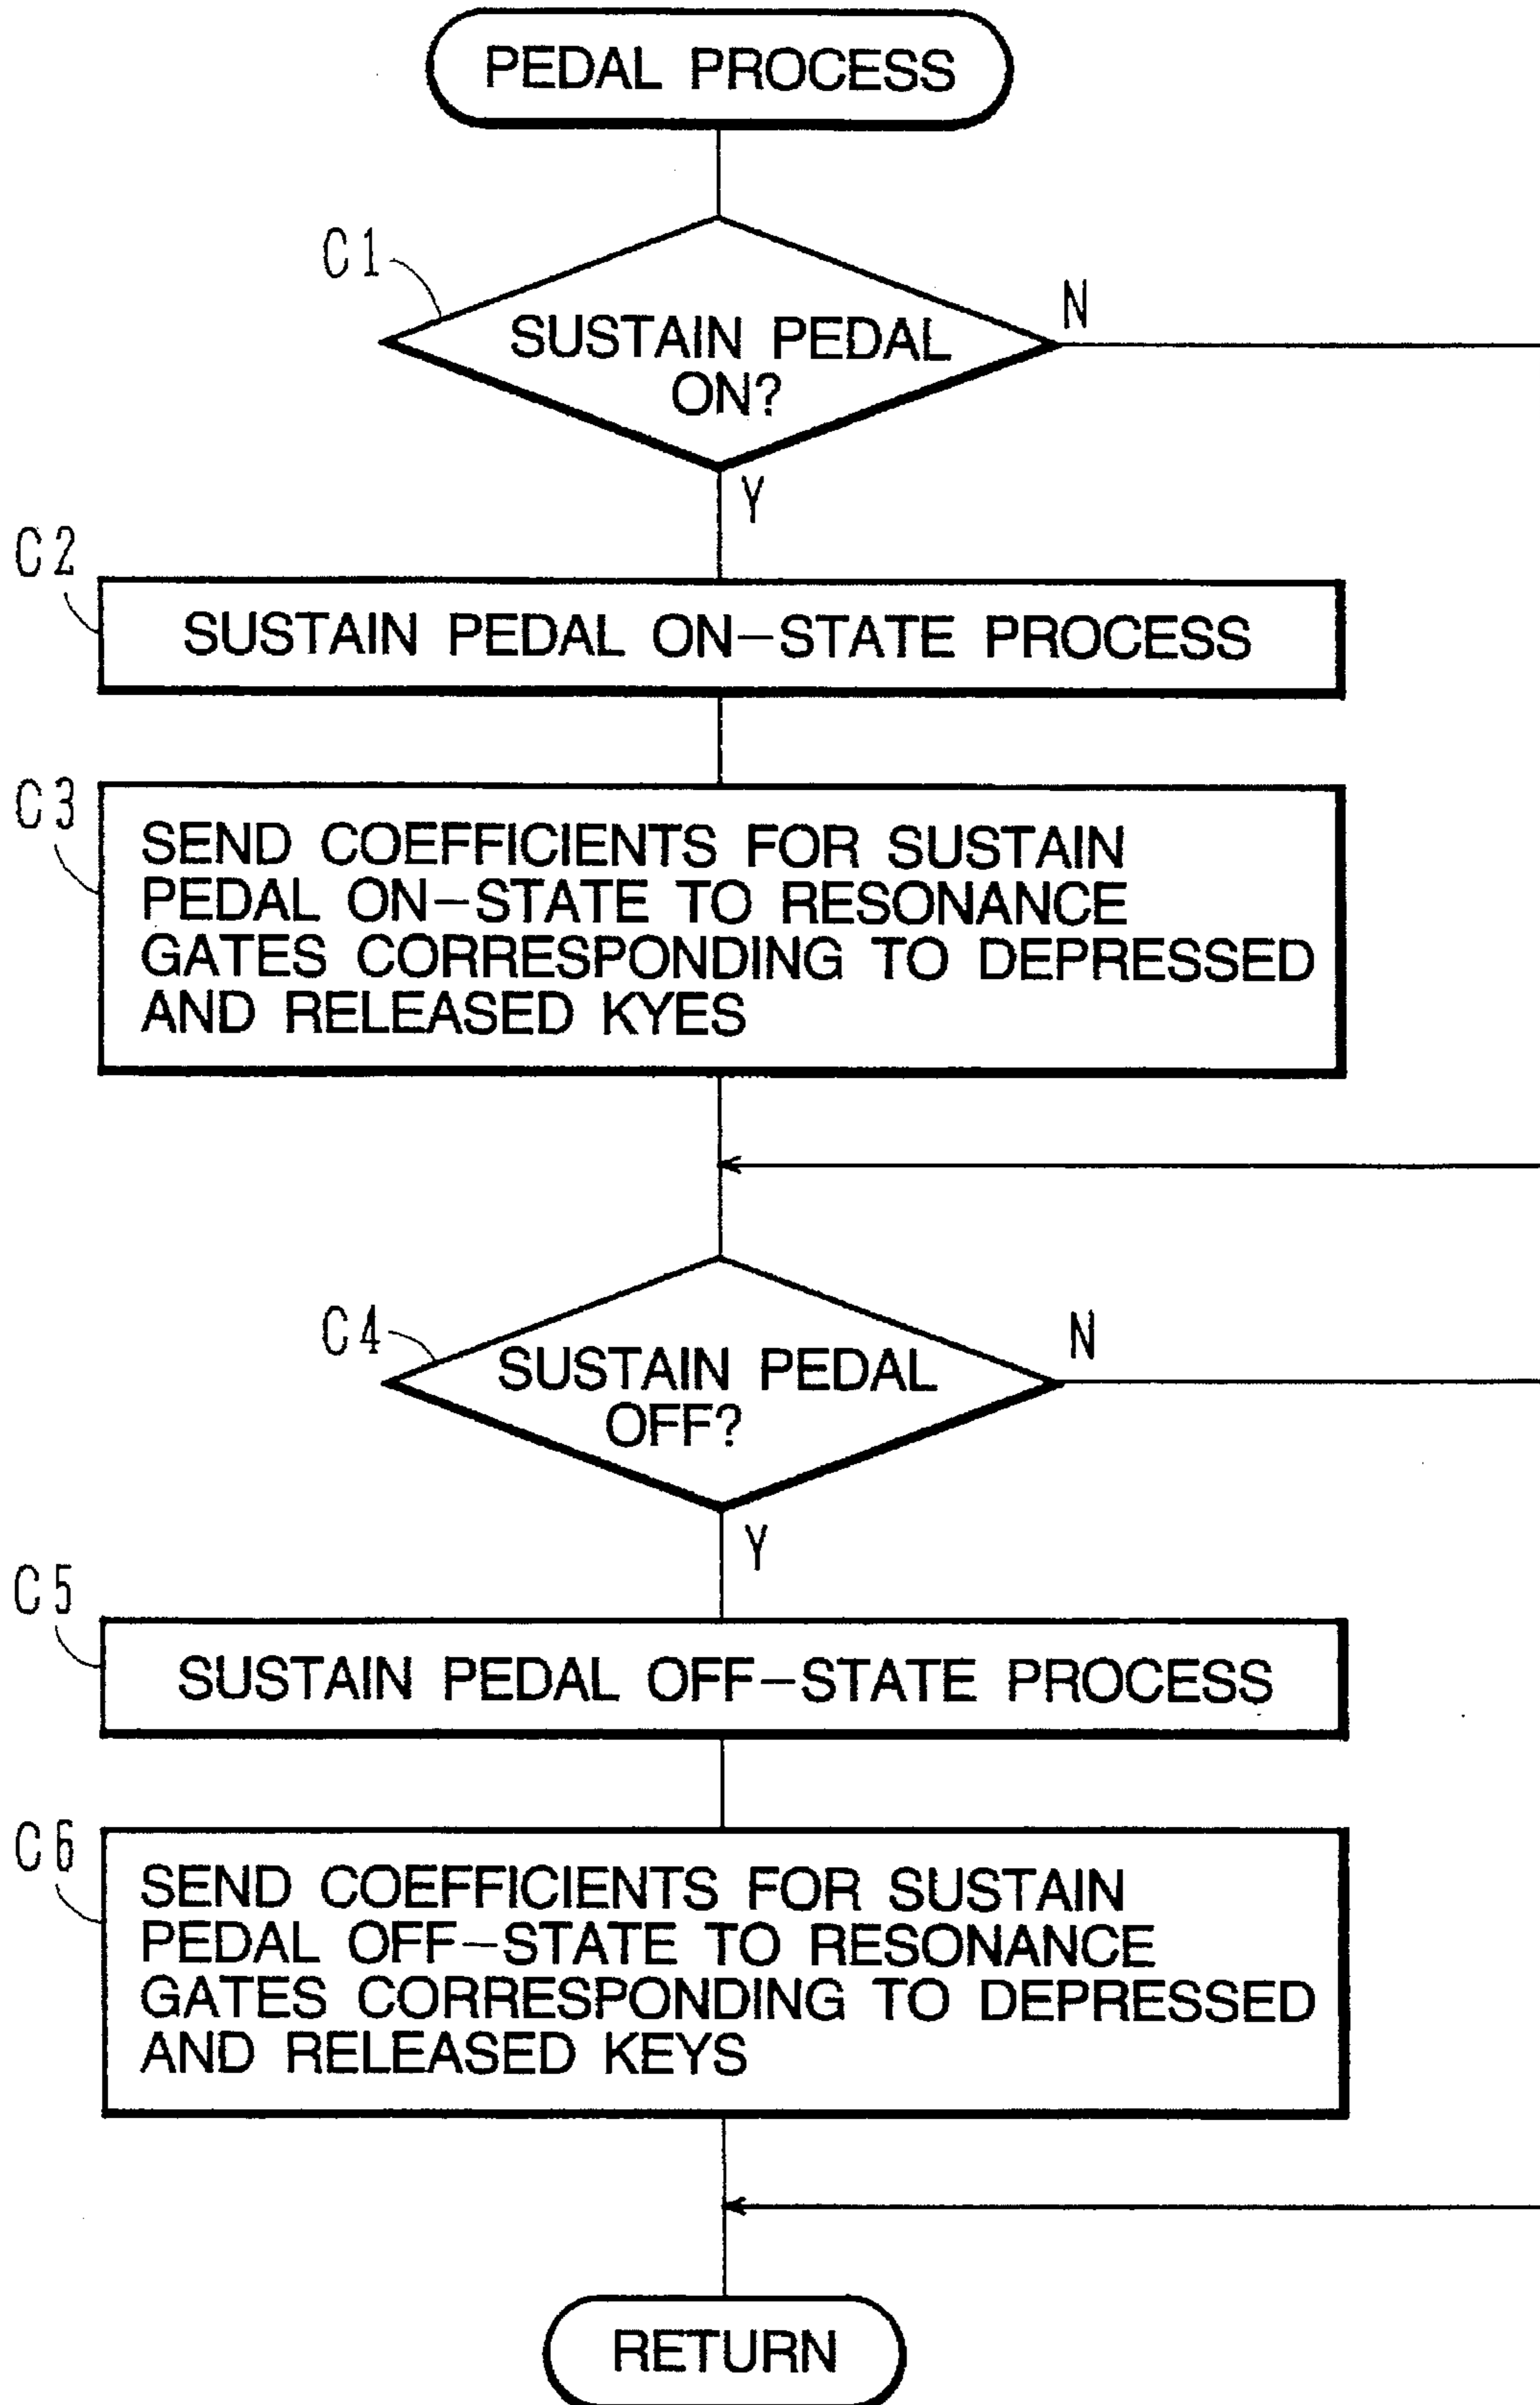 PEDAL PROCESS
C1
SUSTAIN PEDAL
ON?
N
Y
C2
SUSTAIN PEDAL ON-STATE PROCESS
C3
SEND COEFFICIENTS FOR SUSTAIN
PEDAL ON-STATE TO RESONANCE
GATES CORRESPONDING TO DEPRESSED
AND RELEASED KYES
C4
SUSTAIN PEDAL
OFF?
N
Y
C5
SUSTAIN PEDAL OFF-STATE PROCESS
C6
SEND COEFFICIENTS FOR SUSTAIN
PEDAL OFF-STATE TO RESONANCE
GATES CORRESPONDING TO DEPRESSED
AND RELEASED KEYS
RETURN